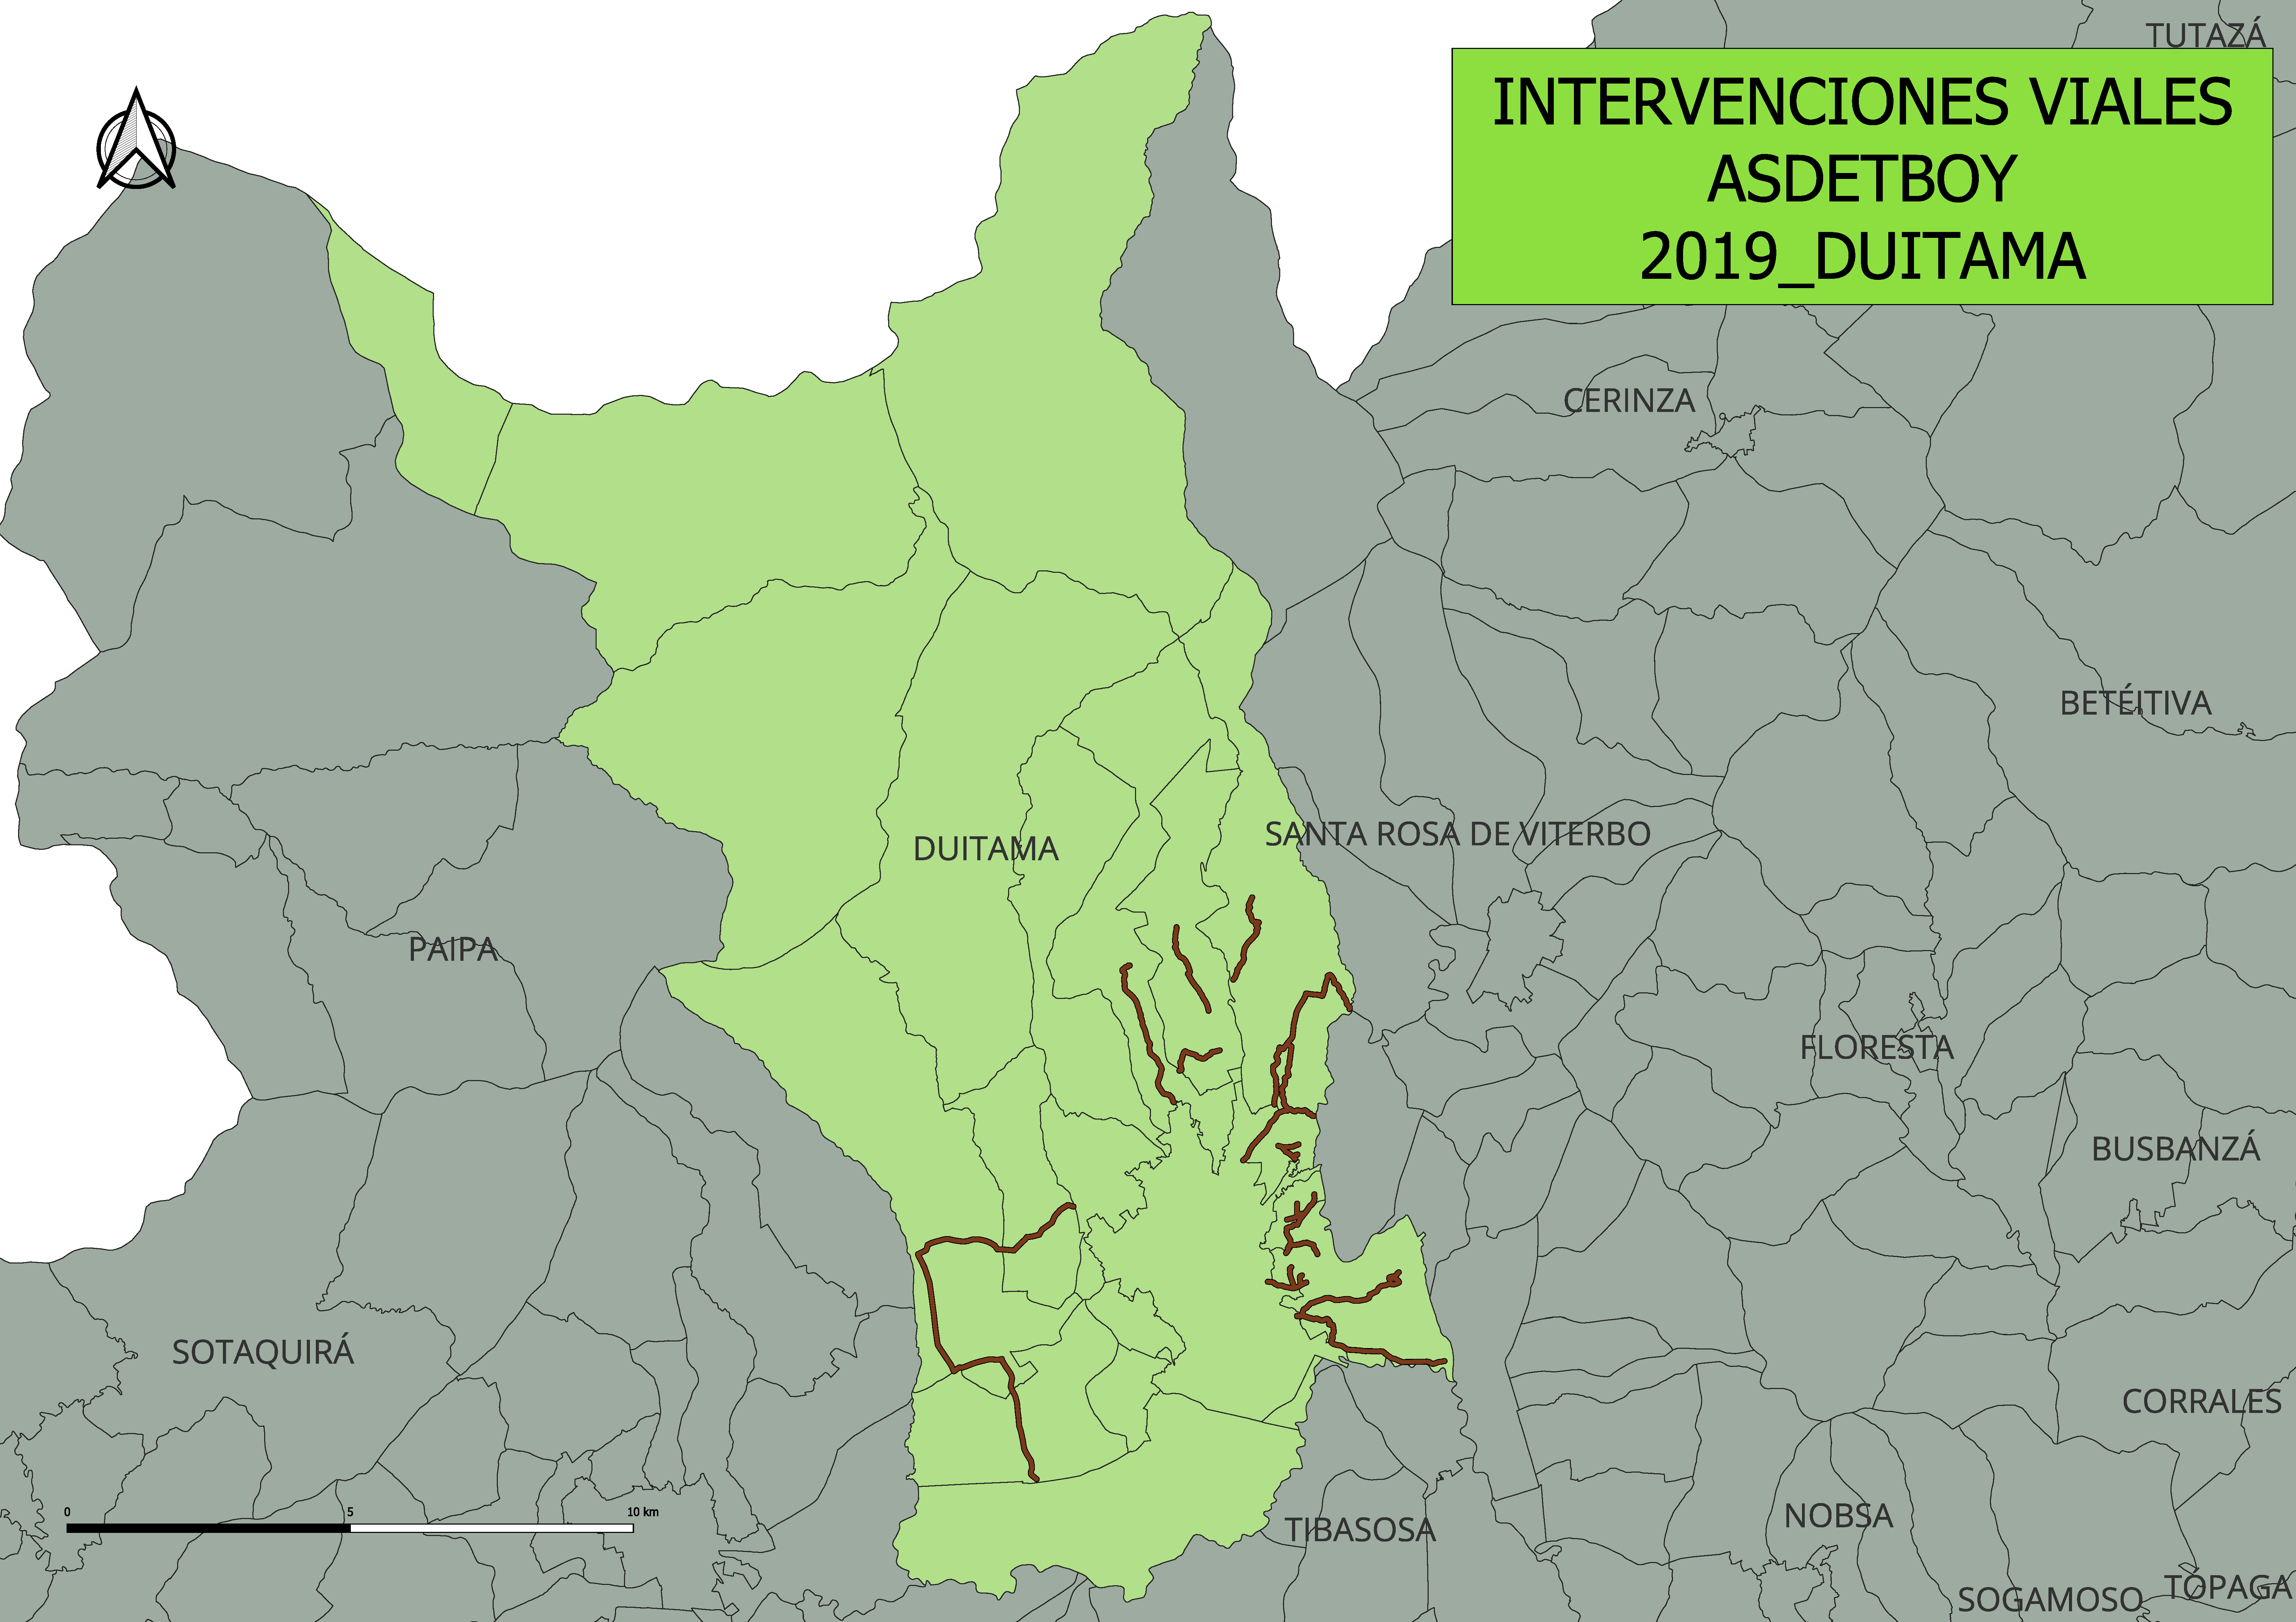 TUTAZÁ
INTERVENCIONES VIALES
ASDETBOY
2019_DUITAMA
CERINZA
BETÉITIVA
SANTA ROSA DE VITERBO
DUITAMA
PAIPA
FLORESTA
BUSBANZÁ
SOTAQUIRÁ
CORRALES
0 5 10 km
NOBSA
TIBASOSA
TÓPAGA
SOGAMOSO